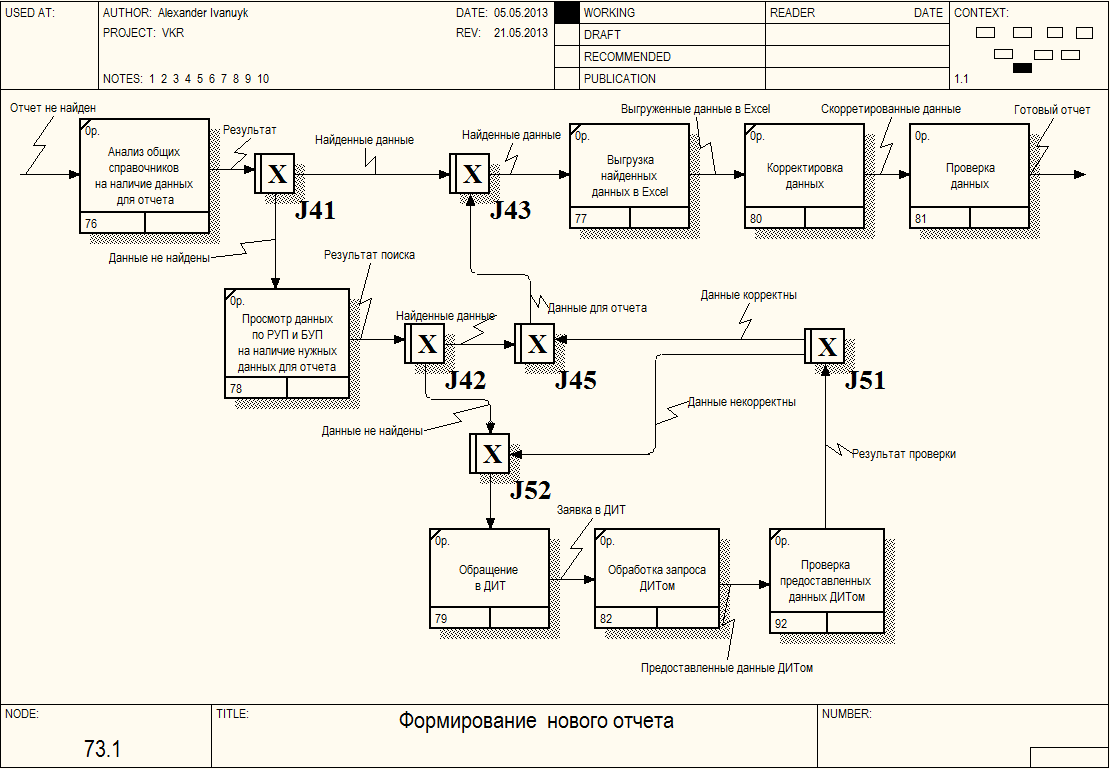 USED AT:
AUTHOR: Alexander Ivanuyk
DATE: 05.05.2013
WORKING
READER
DATE
CONTEXT:
PROJECT: VKR
REV: 21.05.2013
DRAFT
RECOMMENDED
NOTES: 1 2 3 4 5 6 7 8 9 10
PUBLICATION
1.1
Отчет не найден
Выгруженные данные в Excel
Скорретированные данные
Готовый отчет
Результат
Найденные данные
Найденные данные
0р.
Анализ общих
справочников
на наличие данных
для отчета
76
X
J41
X
J43
0р.
Выгрузка
найденных
данных в Excel
77
0р.
Корректировка
данных
80
0р.
Проверка
данных
81
Данные не найдены
Результат поиска
0р.
Просмотр данных
по РУП и БУП
на наличие нужных
данных для отчета
78
Найденные данные
Данные для отчета
Данные корректны
X
J42
X
J45
X
J51
Данные не найдены
Данные некорректны
X
J52
Результат проверки
Заявка в ДИТ
0р.
Обращение
в ДИТ
79
0р.
Обработка запроса
ДИТом
82
0р.
Проверка
предоставленных
данных ДИТом
92
Предоставленные данные ДИТом
NODE:
73.1
TITLE:
Формирование нового отчета
NUMBER: